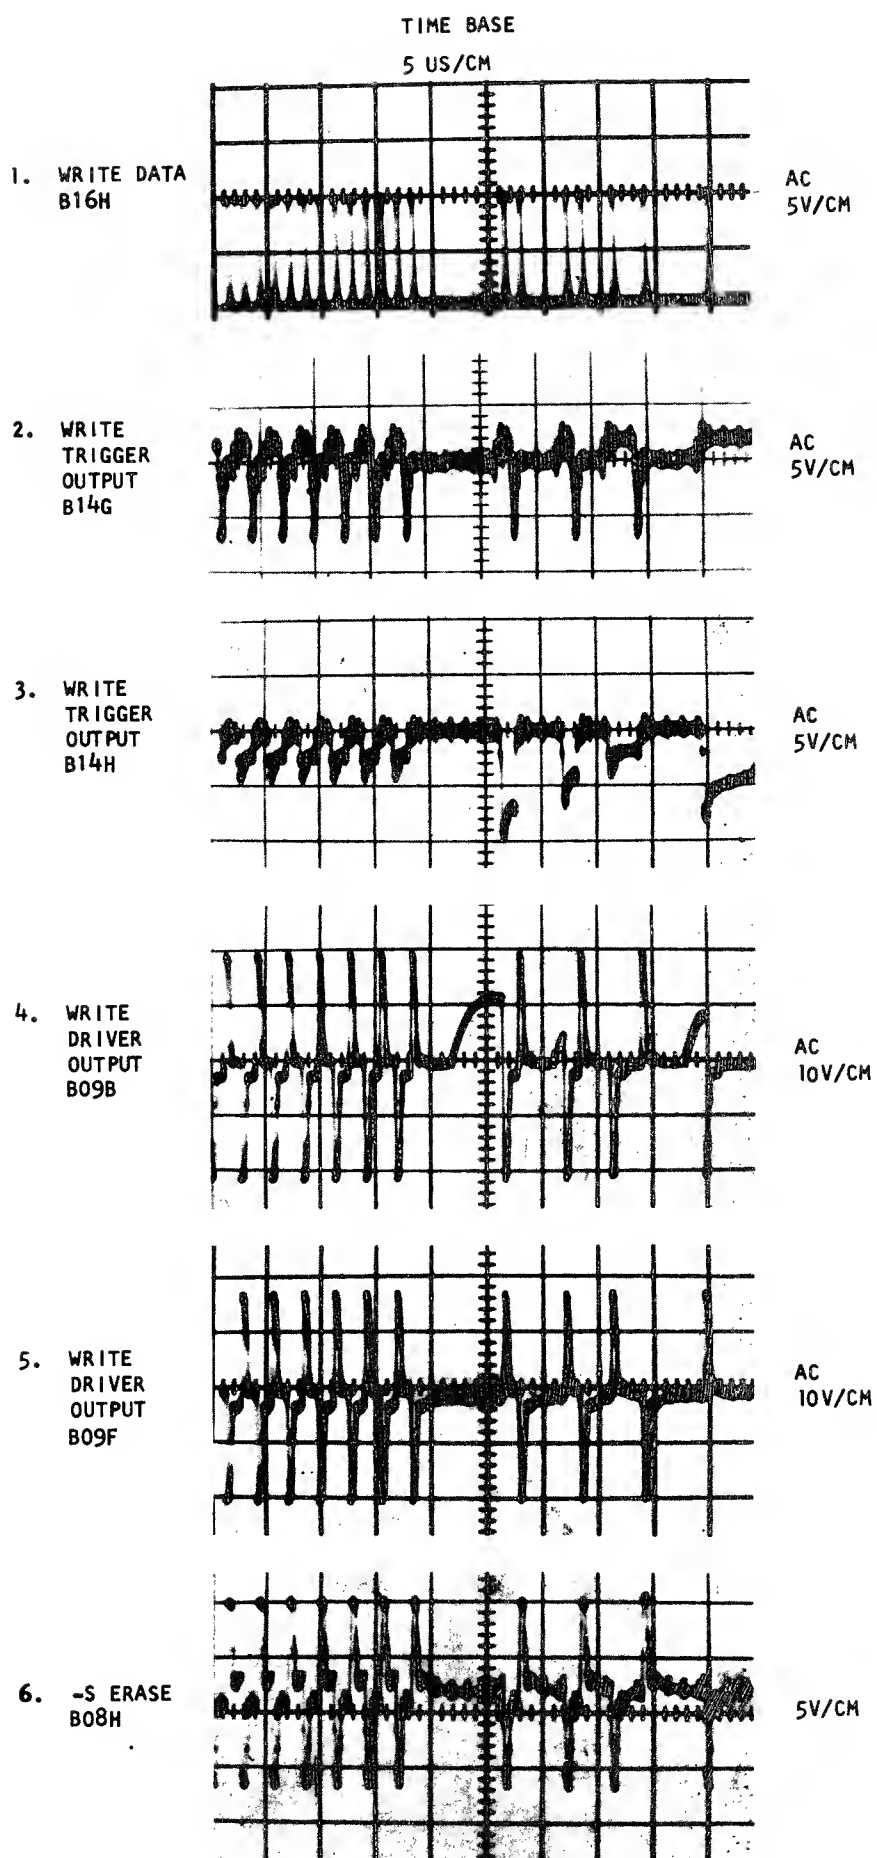 TIME BASE
5 US/CM
1. WRITE DATA
B16H
AC
5V/CM
2. WRITE
TRIGGER
OUTPUT
B14G
AC
5V/CM
3. WRITE
TRIGGER
OUTPUT
B14H
AC
5V/CM
4. WRITE
DRIVER
OUTPUT
B09B
AC
10V/CM
5. WRITE
DRIVER
OUTPUT
B09F
AC
10V/CM
6. -S ERASE
B08H
5V/CM